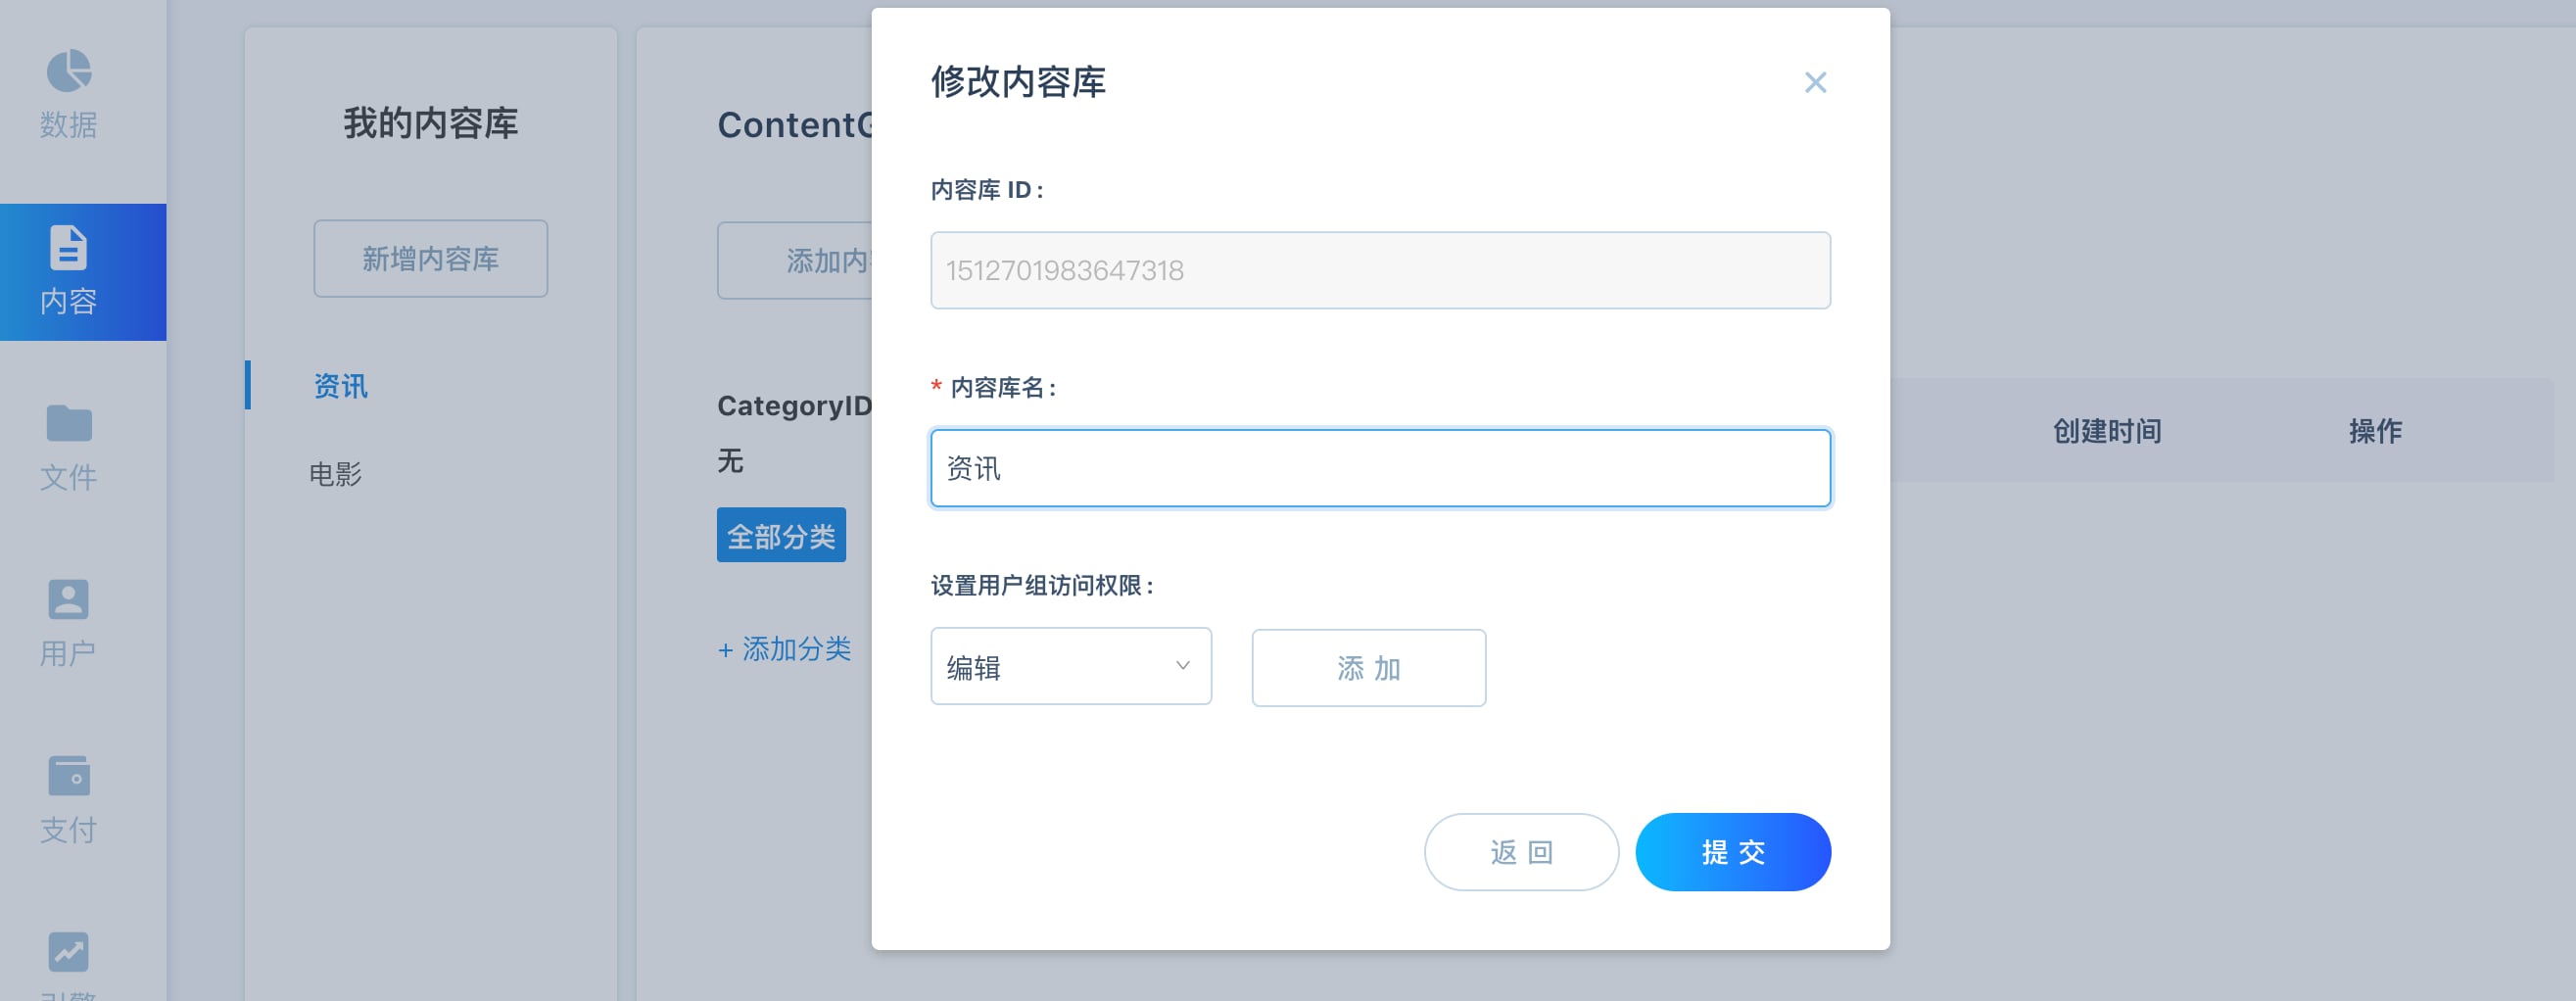 数据
内容
文件
用户
支付
引擎
我的内容库
新增内容库
资讯
电影
ContentG
添加内
CategoryID
无
全部分类
+ 添加分类
修改内容库
内容库 ID :
1512701983647318
* 内容库名 :
资讯
设置用户组访问权限 :
编辑
添 加
返 回
提 交
创建时间
操作